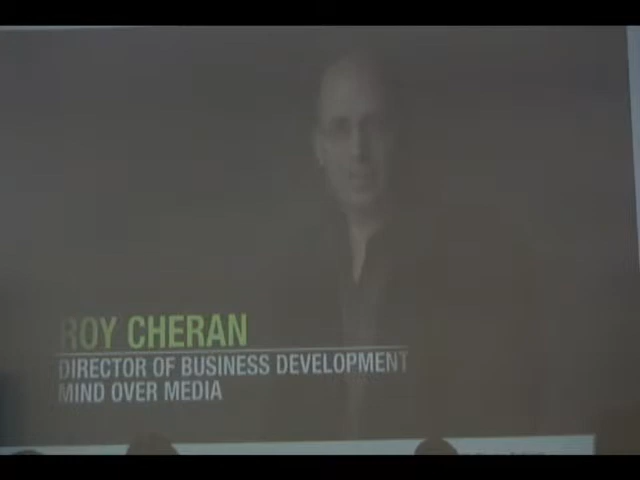 ROY CHERAN
DIRECTOR OF BUSINESS DEVELOPMENT
MIND OVER MEDIA